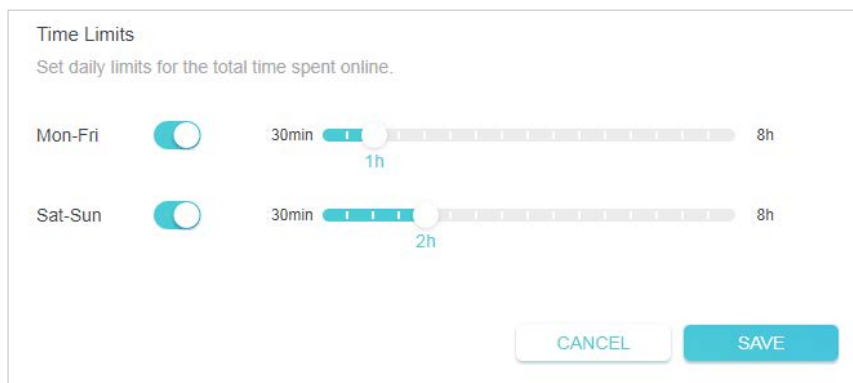 Time Limits
Set daily limits for the total time spent online.
Mon-Fri 30min 8h
1h
Sat-Sun 30min 8h
2h
CANCEL SAVE